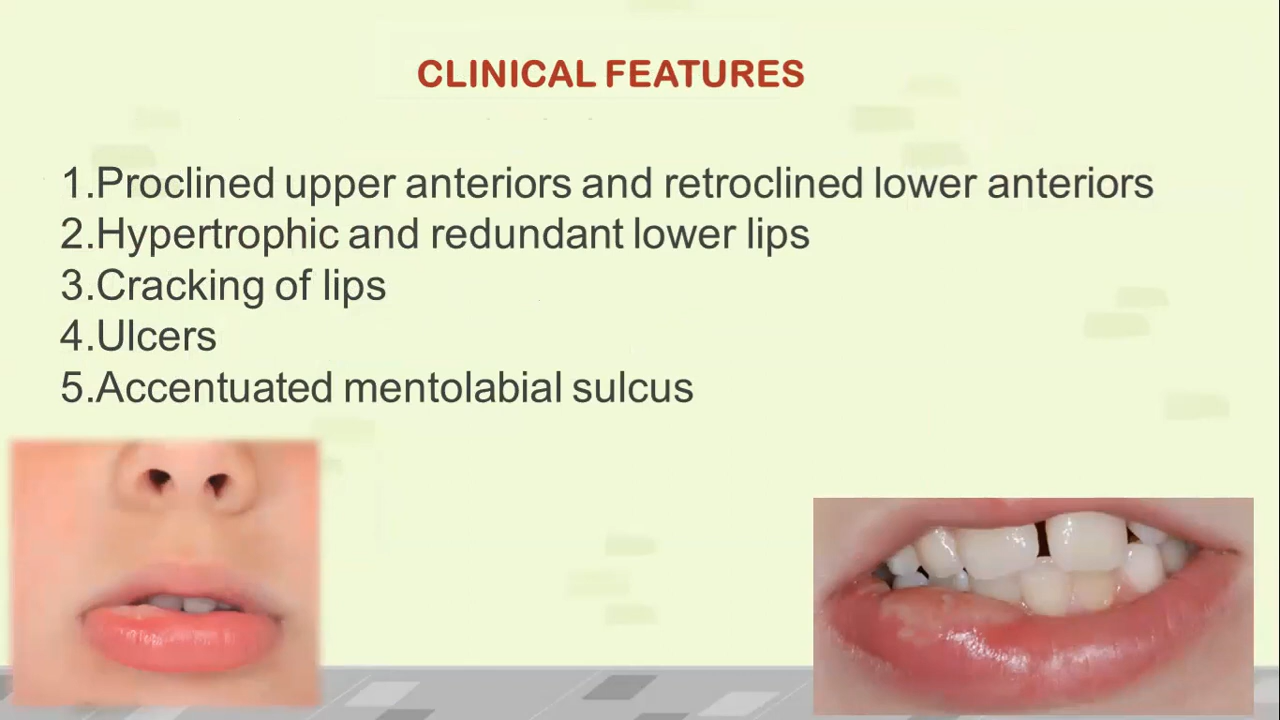 CLINICAL FEATURES
1.Proclined upper anteriors and retroclined lower anteriors
2.Hypertrophic and redundant lower lips
3.Cracking of lips
4.Ulcers
5.Accentuated mentolabial sulcus